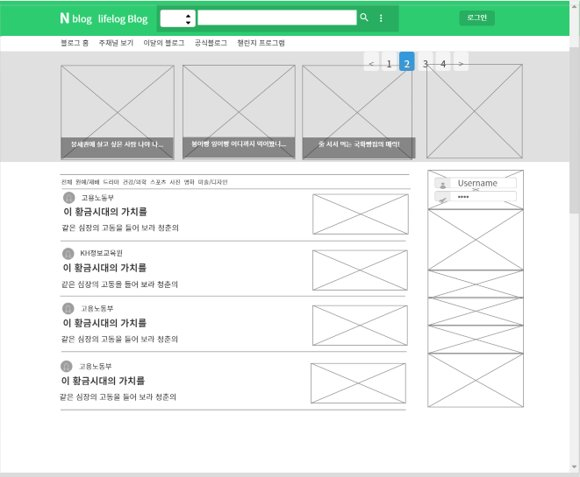 N blog lifelog Blog
로그인
블로그 홈 주재널 보기 이달의 블로그 공식블로그 챌린지 프로그램
< 1 2 3 4 >
붕세권에 살고 싶은 사람 나야 나...
붕어빵 잉어빵 어디까지 먹어봤니...
줄 서서 먹는 국화빵집의 매력!
전체 원예/재배 드라마 건강/의학 스포츠 사진 영화 미술/디자인
Username
****
고용노동부
이 황금시대의 가치를
같은 심장의 고동을 들어 보라 청춘의
KH정보교육원
이 황금시대의 가치를
같은 심장의 고동을 들어 보라 청춘의
고용노동부
이 황금시대의 가치를
같은 심장의 고동을 들어 보라 청춘의
고용노동부
이 황금시대의 가치를
같은 심장의 고동을 들어 보라 청춘의